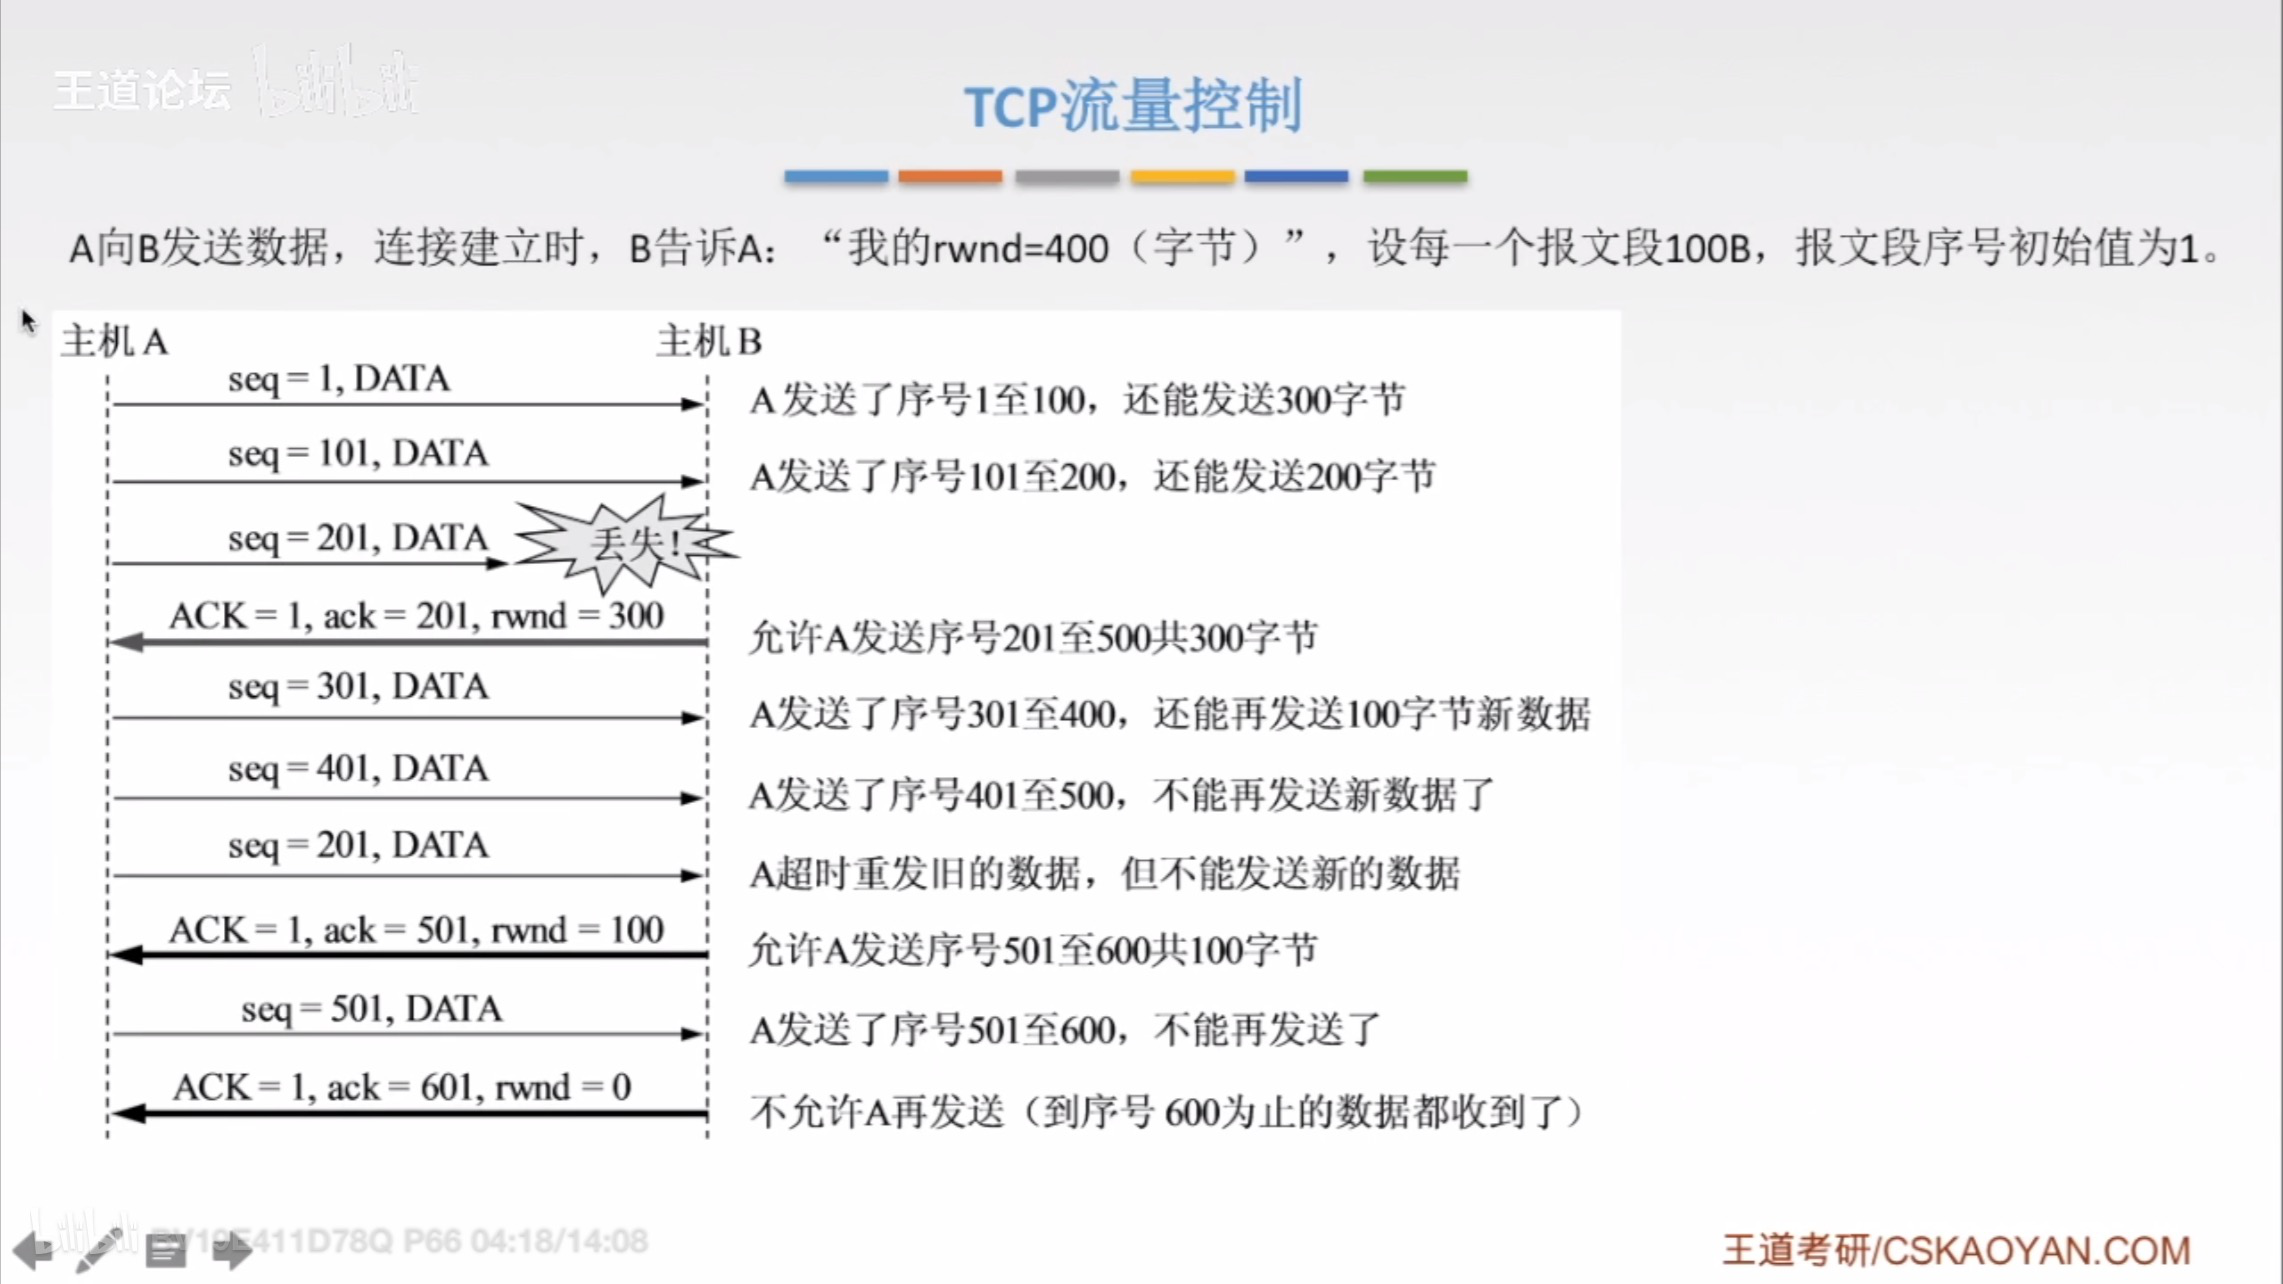 王道论坛 bilibili
TCP流量控制
A向B发送数据，连接建立时，B告诉A：“我的rwnd=400（字节）”，设每一个报文段100B，报文段序号初始值为1。
主机 A 主机 B
seq = 1, DATA A 发送了序号1至100，还能发送300字节
seq = 101, DATA A发送了序号101至200，还能发送200字节
seq = 201, DATA 丢失!
ACK = 1, ack = 201, rwnd = 300 允许A发送序号201至500共300字节
seq = 301, DATA A发送了序号301至400，还能再发送100字节新数据
seq = 401, DATA A发送了序号401至500，不能再发送新数据了
seq = 201, DATA A超时重发旧的数据，但不能发送新的数据
ACK = 1, ack = 501, rwnd = 100 允许A发送序号501至600共100字节
seq = 501, DATA A发送了序号501至600，不能再发送了
ACK = 1, ack = 601, rwnd = 0 不允许A再发送（到序号 600为止的数据都收到了）
bilibili BV19E411D78Q P66 04:18/14:08
王道考研/CSKAOYAN.COM